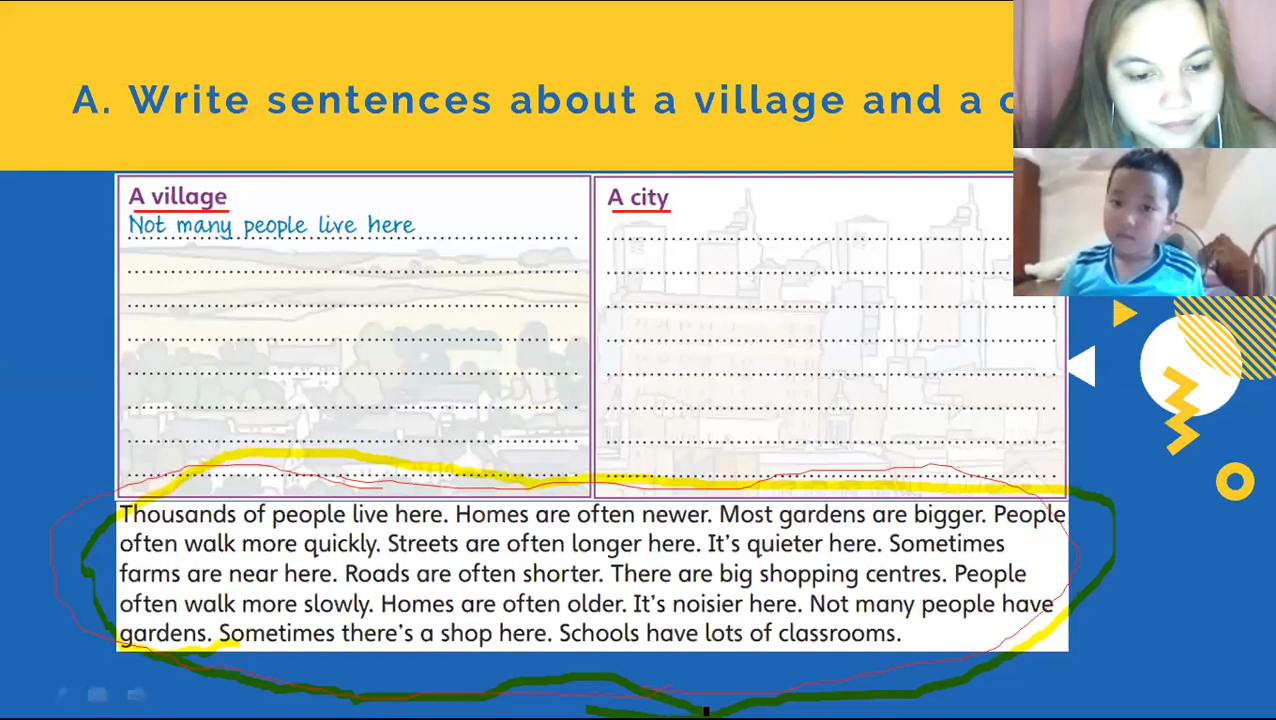 A. Write sentences about a village and a c
A village
Not many people live here
A city
Thousands of people live here. Homes are often newer. Most gardens are bigger. People
often walk more quickly. Streets are often longer here. It's quieter here. Sometimes
farms are near here. Roads are often shorter. There are big shopping centres. People
often walk more slowly. Homes are often older. It's noisier here. Not many people have
gardens. Sometimes there's a shop here. Schools have lots of classrooms.